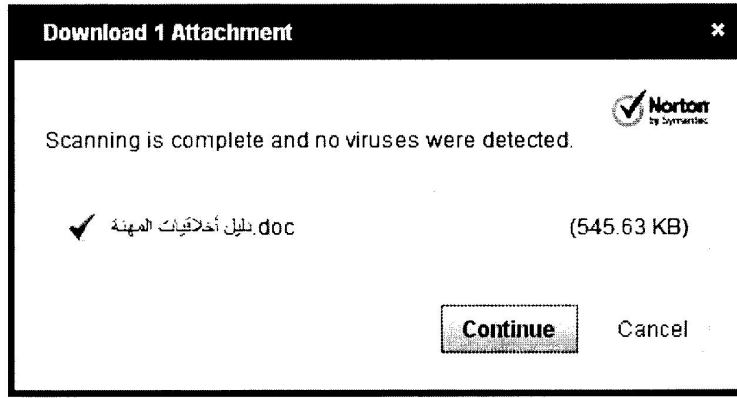 Download 1 Attachment ×
Norton
by Symantec
Scanning is complete and no viruses were detected.
✓ دليل أخلاقيات المهنة.doc (545.63 KB)
Continue Cancel